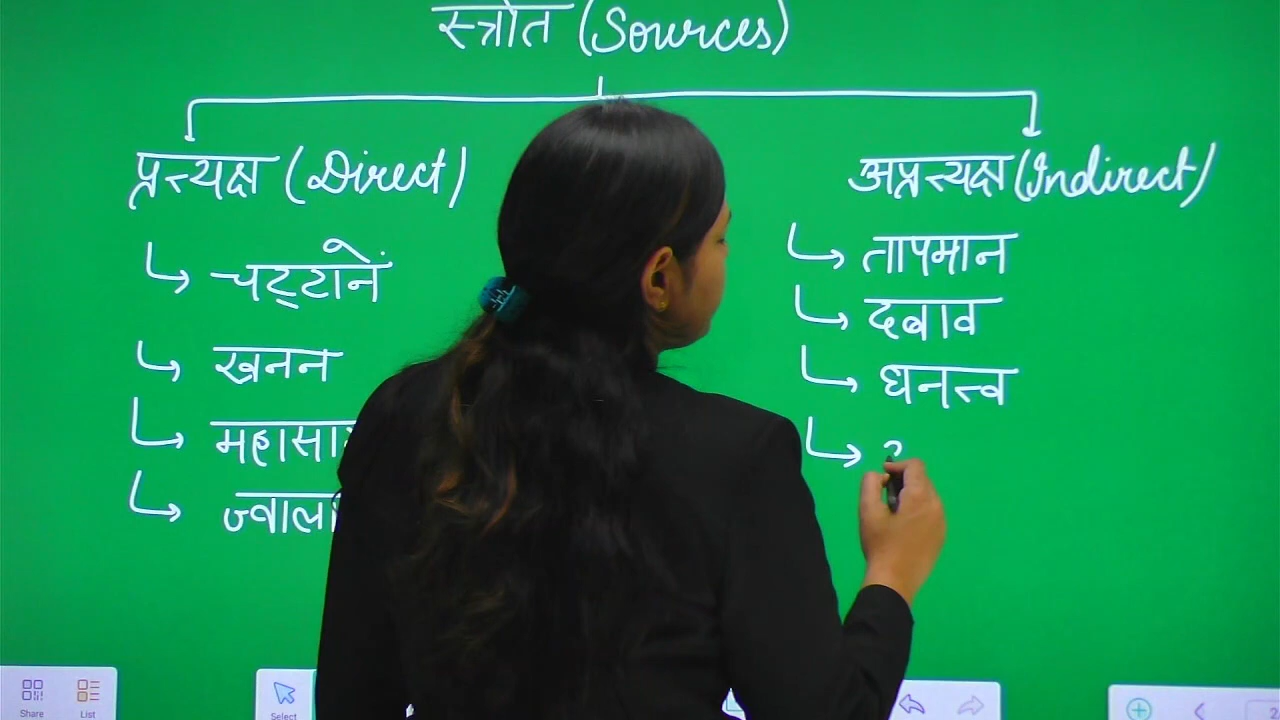 स्त्रोत (Sources)
प्रत्यक्ष (Direct)
अप्रत्यक्ष (Indirect)
चट्टानें
खनन
तापमान
दबाव
घनत्व
Share
List
Select